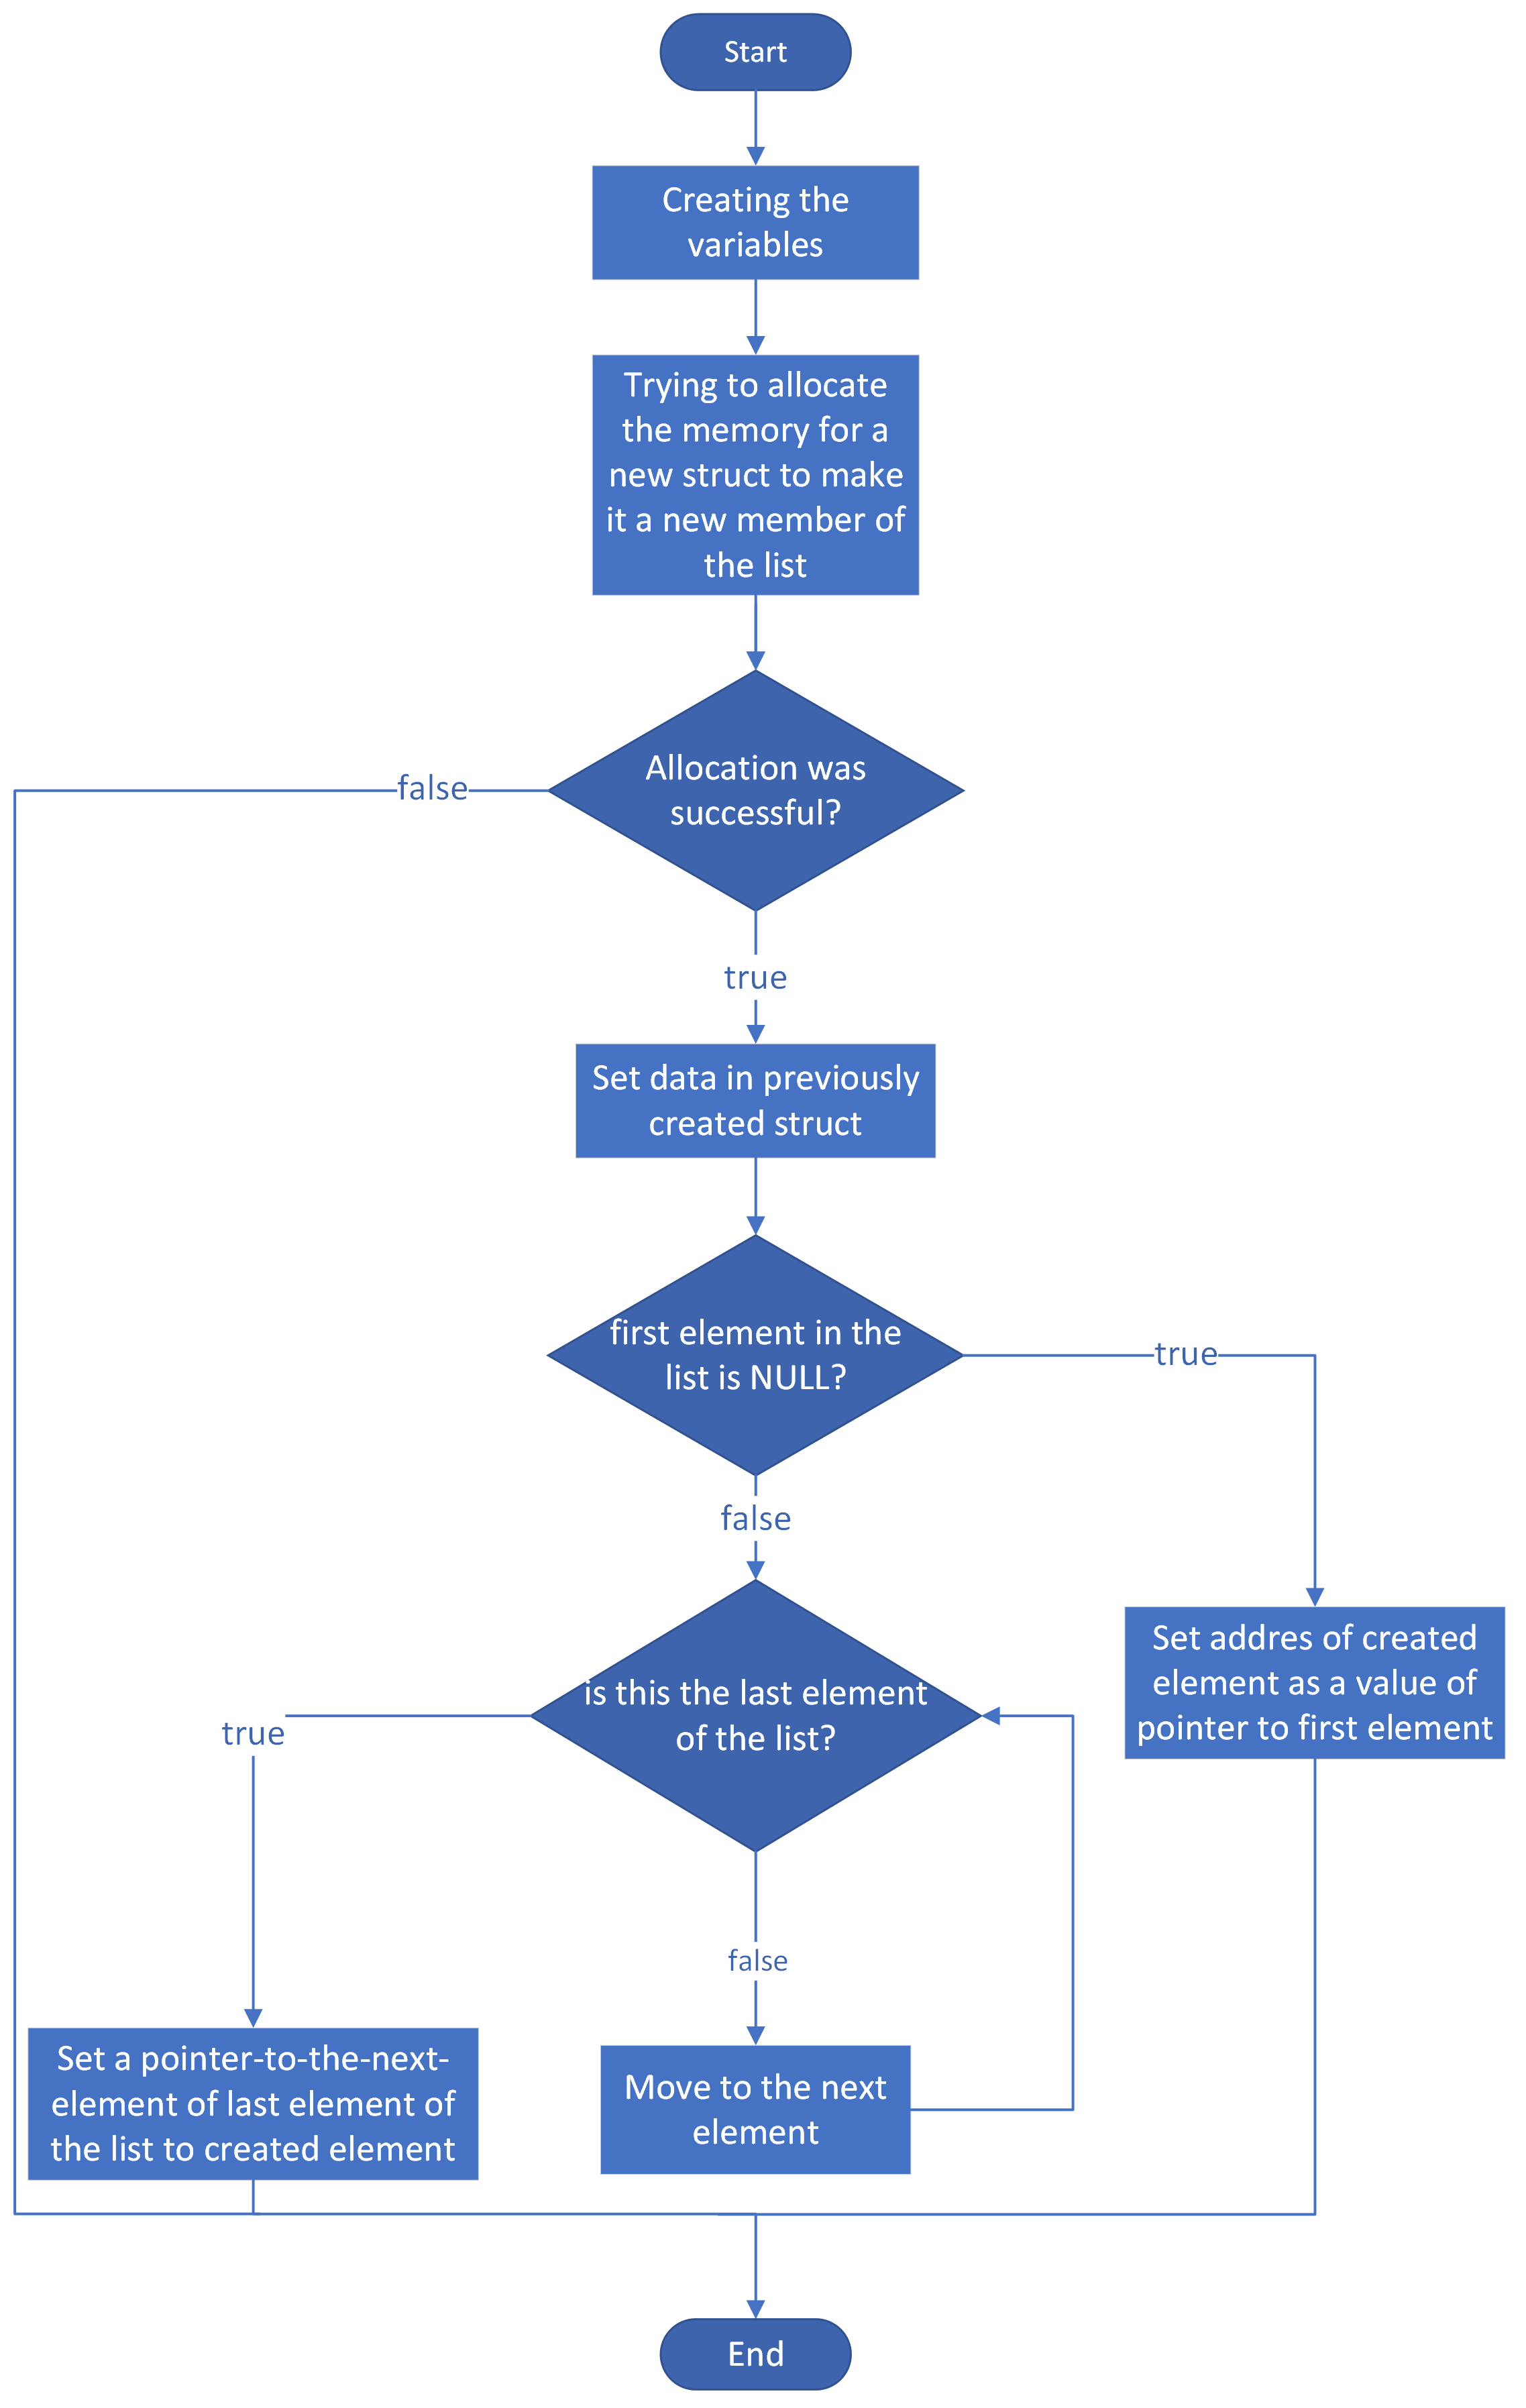 Start
Creating the
variables
Trying to allocate
the memory for a
new struct to make
it a new member of
the list
Allocation was
successful?
false
true
Set data in previously
created struct
first element in the
list is NULL?
true
false
Set addres of created
element as a value of
pointer to first element
is this the last element
of the list?
true
false
Set a pointer-to-the-next-
element of last element of
the list to created element
Move to the next
element
End